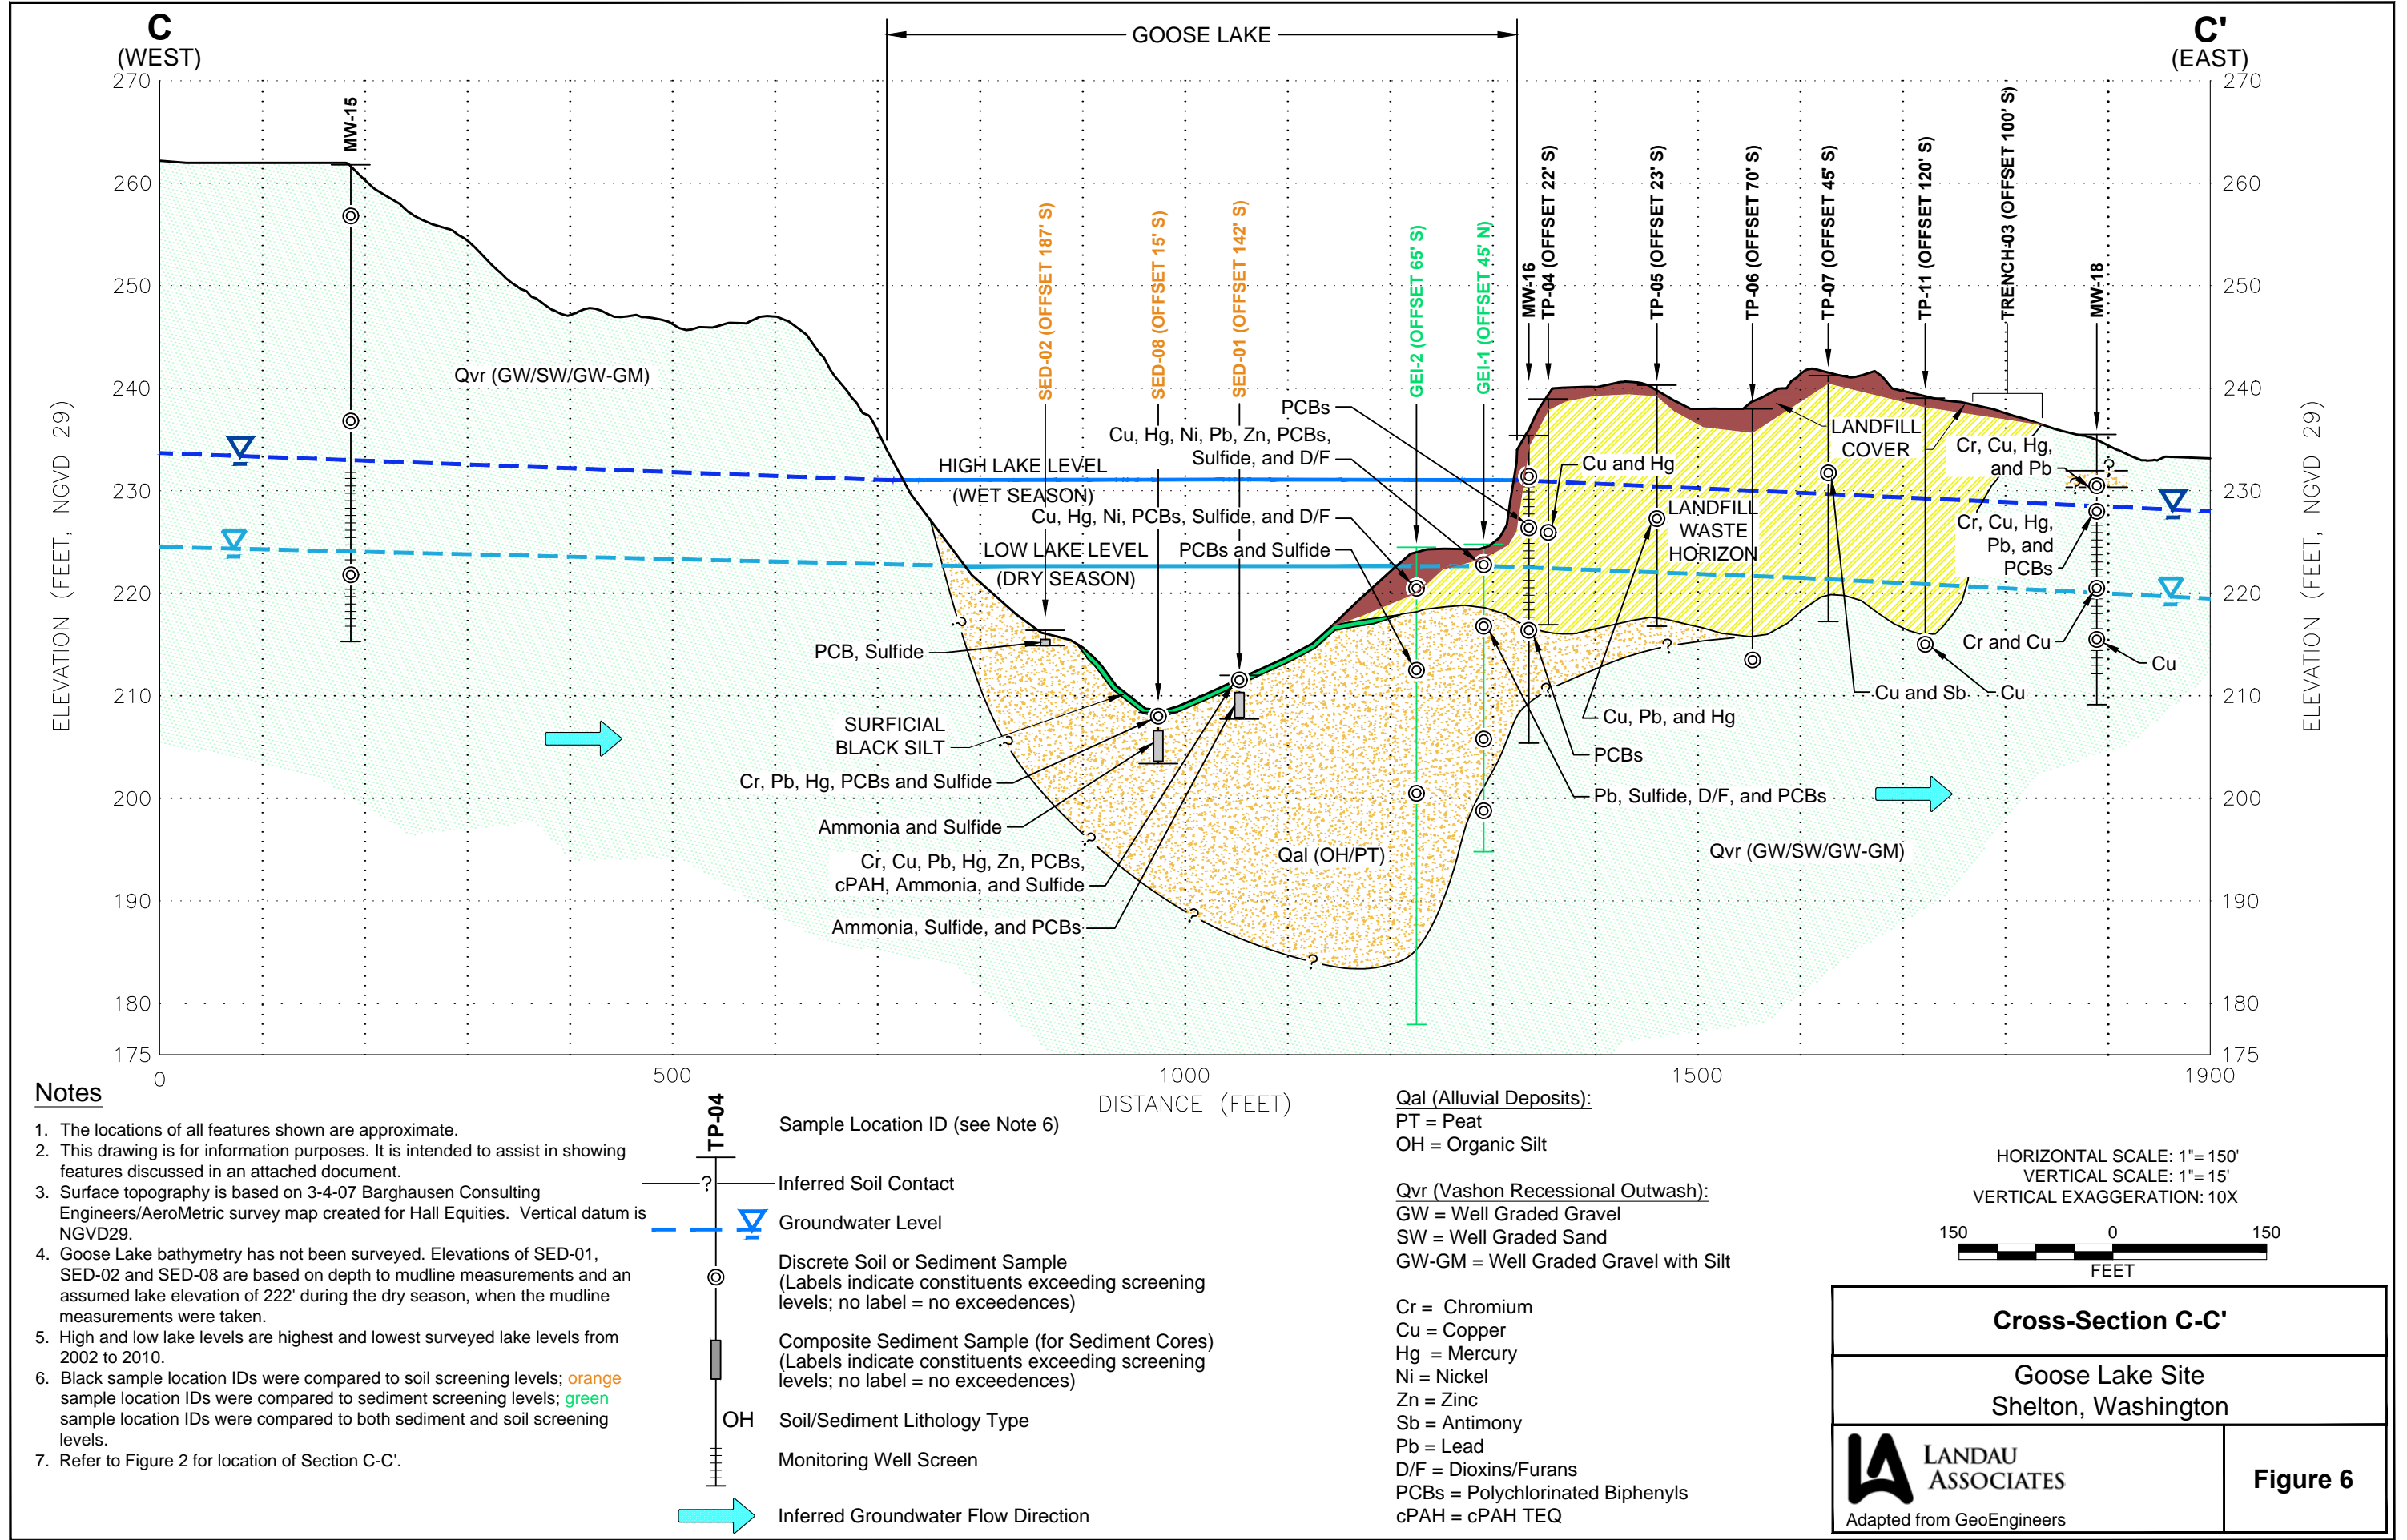 C
(WEST)
C'
(EAST)
GOOSE LAKE
270
260
250
240
230
220
210
200
190
180
175
ELEVATION (FEET, NGVD 29)
270
260
250
240
230
220
210
200
190
180
175
ELEVATION (FEET, NGVD 29)
0
500
1000
1500
1900
DISTANCE (FEET)
MW-15
SED-02 (OFFSET 187' S)
SED-08 (OFFSET 15' S)
SED-01 (OFFSET 142' S)
GEI-2 (OFFSET 65' S)
GEI-1 (OFFSET 45' N)
MW-16
TP-04 (OFFSET 22' S)
TP-05 (OFFSET 23' S)
TP-06 (OFFSET 70' S)
TP-07 (OFFSET 45' S)
TP-11 (OFFSET 120' S)
TRENCH-03 (OFFSET 100' S)
MW-18
Qvr (GW/SW/GW-GM)
PCBs
Cu, Hg, Ni, Pb, Zn, PCBs,
Sulfide, and D/F
HIGH LAKE LEVEL
(WET SEASON)
Cu, Hg, Ni, PCBs, Sulfide, and D/F
LOW LAKE LEVEL
(DRY SEASON)
PCBs and Sulfide
Cu and Hg
LANDFILL
COVER
LANDFILL
WASTE
HORIZON
Cr, Cu, Hg,
and Pb
?
?
Cr, Cu, Hg,
Pb, and
PCBs
Cr and Cu
Cu
Cu and Sb
Cu
Cu, Pb, and Hg
PCBs
Pb, Sulfide, D/F, and PCBs
PCB, Sulfide
SURFICIAL
BLACK SILT
Cr, Pb, Hg, PCBs and Sulfide
Ammonia and Sulfide
Cr, Cu, Pb, Hg, Zn, PCBs,
cPAH, Ammonia, and Sulfide
Ammonia, Sulfide, and PCBs
?
?
?
?
?
?
?
Qal (OH/PT)
Qvr (GW/SW/GW-GM)
Notes
1. The locations of all features shown are approximate.
2. This drawing is for information purposes. It is intended to assist in showing
features discussed in an attached document.
3. Surface topography is based on 3-4-07 Barghausen Consulting
Engineers/AeroMetric survey map created for Hall Equities. Vertical datum is
NGVD29.
4. Goose Lake bathymetry has not been surveyed. Elevations of SED-01,
SED-02 and SED-08 are based on depth to mudline measurements and an
assumed lake elevation of 222' during the dry season, when the mudline
measurements were taken.
5. High and low lake levels are highest and lowest surveyed lake levels from
2002 to 2010.
6. Black sample location IDs were compared to soil screening levels; orange
sample location IDs were compared to sediment screening levels; green
sample location IDs were compared to both sediment and soil screening
levels.
7. Refer to Figure 2 for location of Section C-C'.
TP-04
Sample Location ID (see Note 6)
?
Inferred Soil Contact
Groundwater Level
Discrete Soil or Sediment Sample
(Labels indicate constituents exceeding screening
levels; no label = no exceedences)
Composite Sediment Sample (for Sediment Cores)
(Labels indicate constituents exceeding screening
levels; no label = no exceedences)
OH
Soil/Sediment Lithology Type
Monitoring Well Screen
Inferred Groundwater Flow Direction
Qal (Alluvial Deposits):
PT = Peat
OH = Organic Silt
Qvr (Vashon Recessional Outwash):
GW = Well Graded Gravel
SW = Well Graded Sand
GW-GM = Well Graded Gravel with Silt
Cr = Chromium
Cu = Copper
Hg = Mercury
Ni = Nickel
Zn = Zinc
Sb = Antimony
Pb = Lead
D/F = Dioxins/Furans
PCBs = Polychlorinated Biphenyls
cPAH = cPAH TEQ
HORIZONTAL SCALE: 1"= 150'
VERTICAL SCALE: 1"= 15'
VERTICAL EXAGGERATION: 10X
150 0 150
FEET
Cross-Section C-C'
Goose Lake Site
Shelton, Washington
LA
LANDAU
ASSOCIATES
Adapted from GeoEngineers
Figure 6